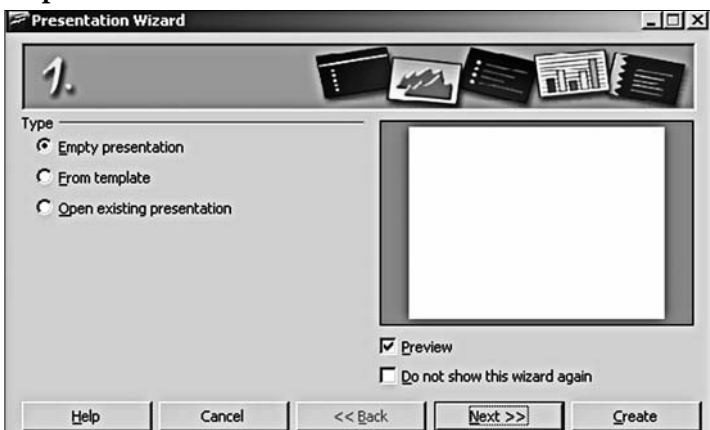 Presentation Wizard
1.
Type
Empty presentation
From template
Open existing presentation
Preview
Do not show this wizard again
Help Cancel << Back Next >> Create